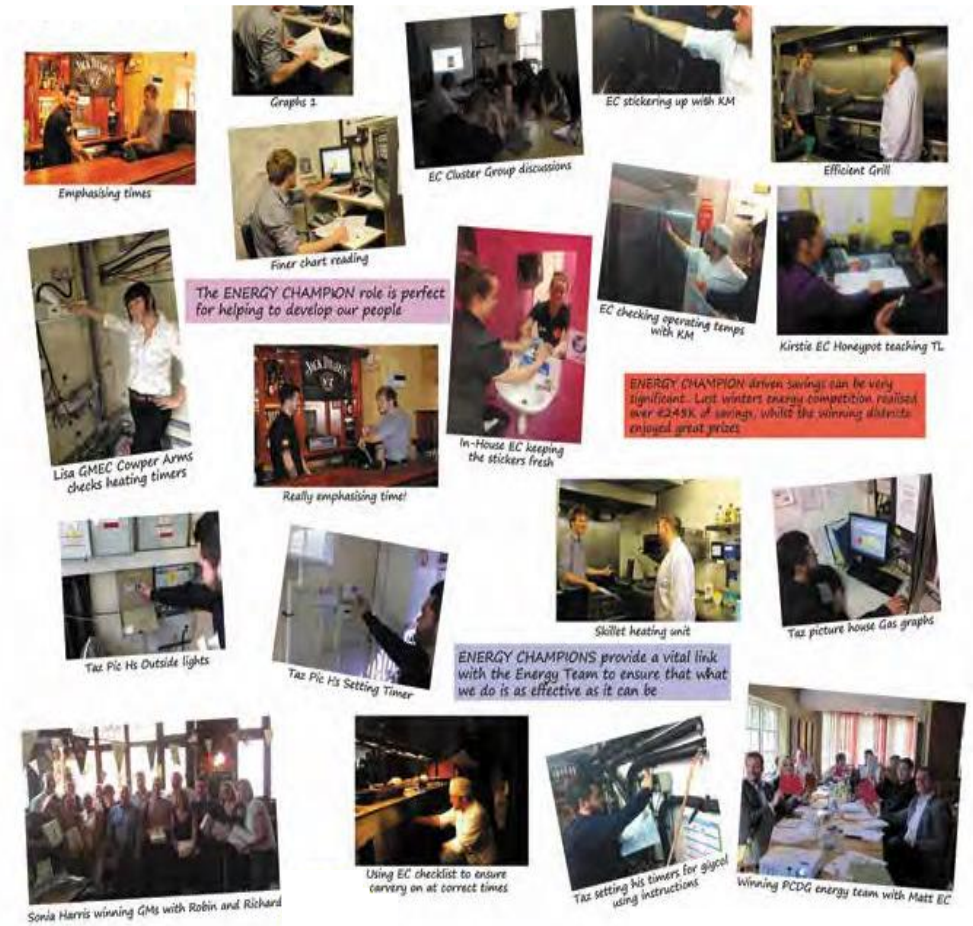 JACK DANIEL'S
Emphasising times
Graphs 1
EC Cluster Group discussions
EC stickering up with KM
Efficient Grill
Finer chart reading
EC checking operating temps
with KM
Kirstie EC Honeypot teaching TL
The ENERGY CHAMPION role is perfect
for helping to develop our people
Lisa GMEC Cowper Arms
checks heating timers
JACK DANIEL'S
Really emphasising time!
In-House EC keeping
the stickers fresh
ENERGY CHAMPION driven savings can be very
significant. Last winters energy competition realised
over €249K of savings, whilst the winning districts
enjoyed great prizes
Taz Pic Hs Outside lights
Taz Pic Hs Setting Timer
Skillet heating unit
Taz picture house Gas graphs
ENERGY CHAMPIONS provide a vital link
with the Energy Team to ensure that what
we do is as effective as it can be
Sonia Harris winning GMs with Robin and Richard
Using EC checklist to ensure
carvery on at correct times
Taz setting his timers for glycol
using instructions
Winning PCDG energy team with Matt EC